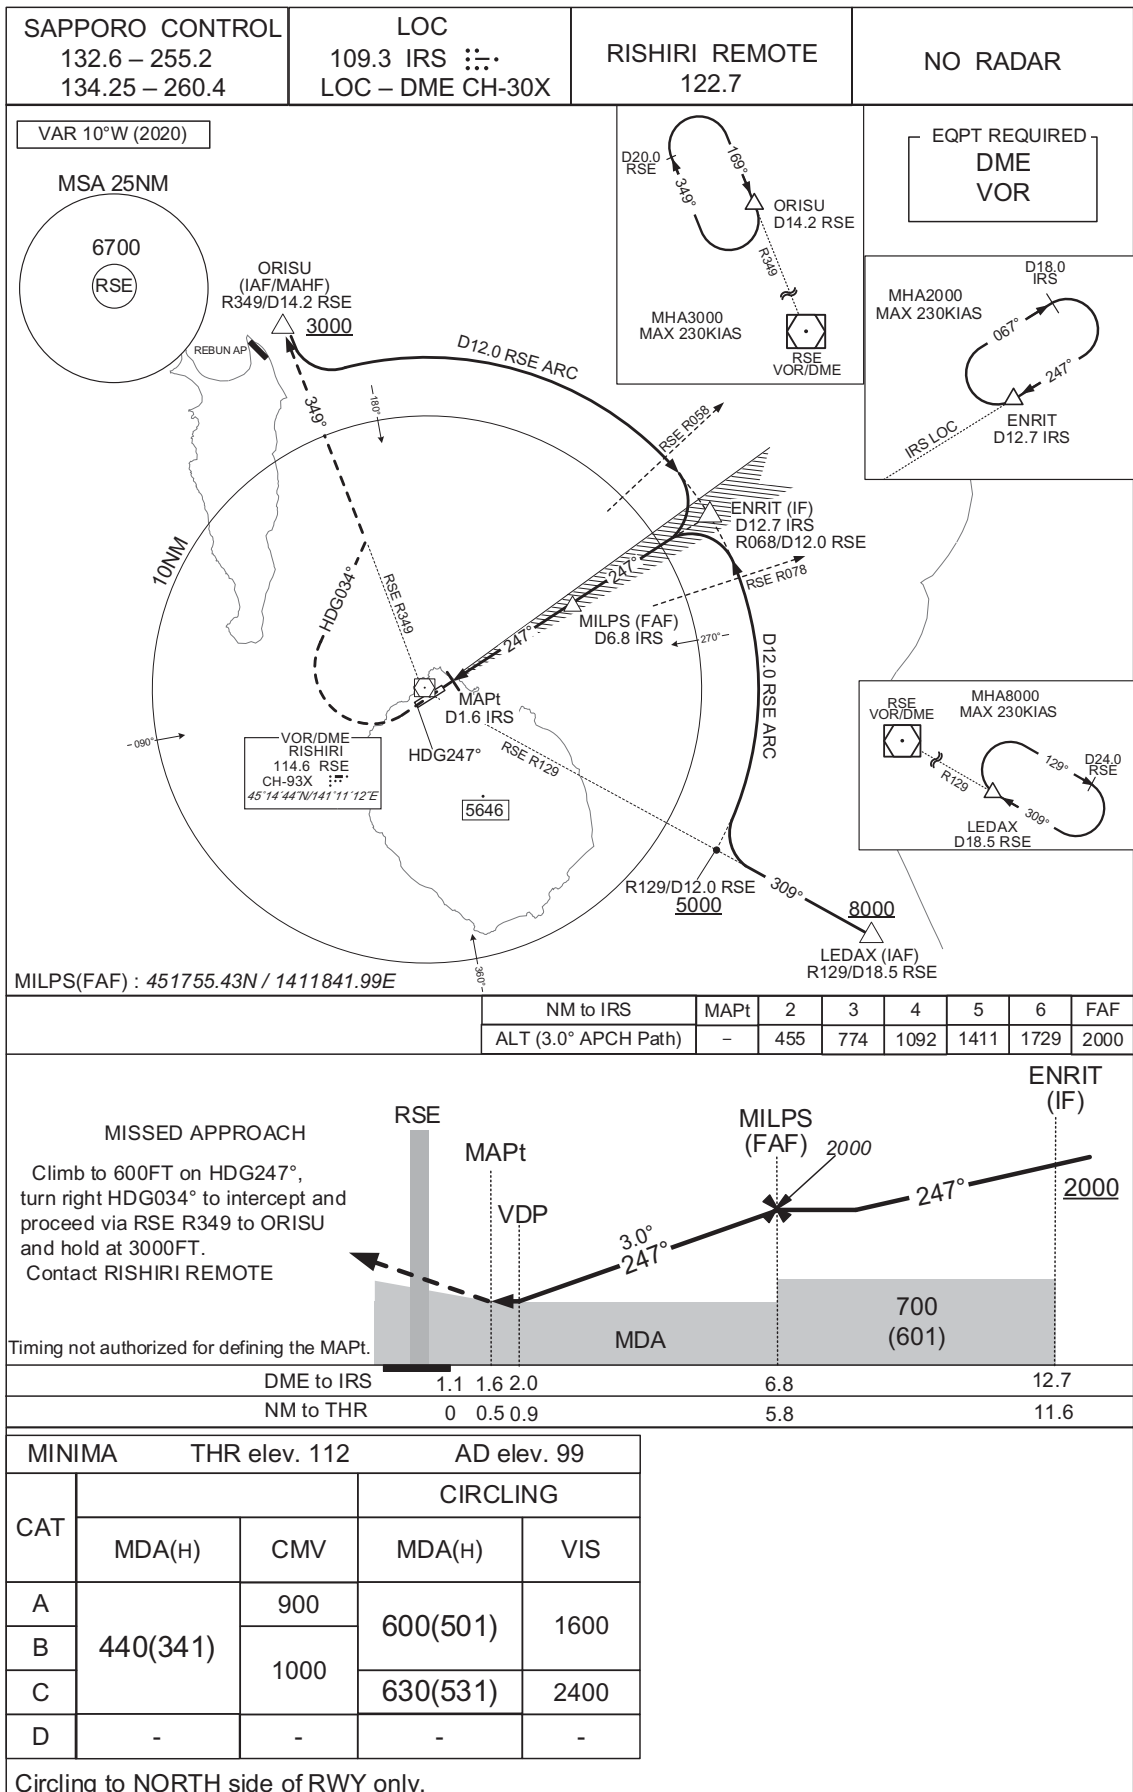 SAPPORO CONTROL
132.6 – 255.2
134.25 – 260.4
LOC
109.3 IRS
LOC – DME CH-30X
RISHIRI REMOTE
122.7
NO RADAR
VAR 10°W (2020)
MSA 25NM
6700
RSE
ORISU
(IAF/MAHF)
R349/D14.2 RSE
3000
REBUN AP
349°
180°
D12.0 RSE ARC
D20.0
RSE
169°
349°
ORISU
D14.2 RSE
R349
MHA3000
MAX 230KIAS
RSE
VOR/DME
EQPT REQUIRED
DME
VOR
D18.0
IRS
MHA2000
MAX 230KIAS
067°
247°
ENRIT
D12.7 IRS
IRS LOC
RSE R058
ENRIT (IF)
D12.7 IRS
R068/D12.0 RSE
10NM
HDG034°
RSE R349
247°
RSE R078
MILPS (FAF)
D6.8 IRS
270°
247°
D12.0 RSE ARC
MAPt
D1.6 IRS
090°
VOR/DME
RISHIRI
114.6 RSE
CH-93X
45°14´44˝N/141°11´12˝E
HDG247°
RSE R129
5646
RSE
VOR/DME
MHA8000
MAX 230KIAS
R129
129°
D24.0
RSE
309°
LEDAX
D18.5 RSE
R129/D12.0 RSE
5000
309°
8000
LEDAX (IAF)
R129/D18.5 RSE
360°
MILPS(FAF) : 451755.43N / 1411841.99E
NM to IRS MAPt 2 3 4 5 6 FAF
ALT (3.0° APCH Path) – 455 774 1092 1411 1729 2000
MISSED APPROACH
Climb to 600FT on HDG247°,
turn right HDG034° to intercept and
proceed via RSE R349 to ORISU
and hold at 3000FT.
Contact RISHIRI REMOTE
Timing not authorized for defining the MAPt.
RSE
MAPt
VDP
MILPS
(FAF)
2000
ENRIT
(IF)
2000
247°
3.0°
247°
MDA
700
(601)
DME to IRS 1.1 1.6 2.0 6.8 12.7
NM to THR 0 0.5 0.9 5.8 11.6
MINIMA THR elev. 112 AD elev. 99
CAT
CIRCLING
MDA(H) CMV MDA(H) VIS
A 900
B 440(341) 600(501) 1600
1000
C 630(531) 2400
D - - - -
Circling to NORTH side of RWY only.